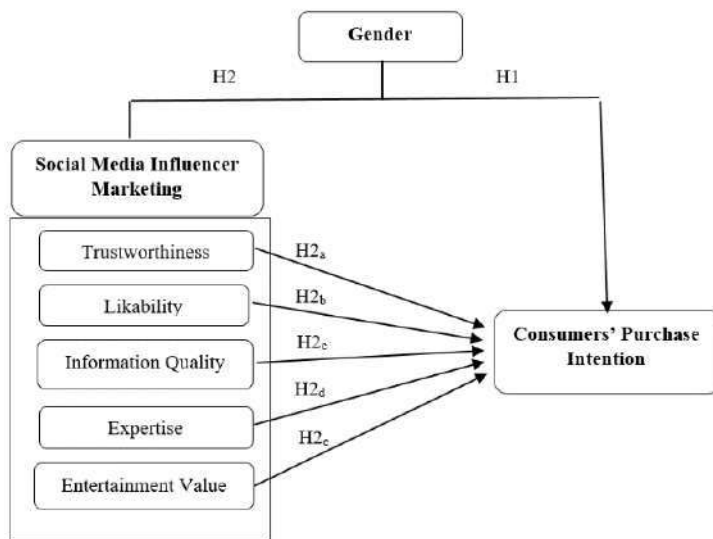 Gender
H2 H1
Social Media Influencer
Marketing
Trustworthiness
H2a
Likability
H2b
Information Quality
H2c
Expertise
H2d
Entertainment Value
H2e
Consumers’ Purchase
Intention